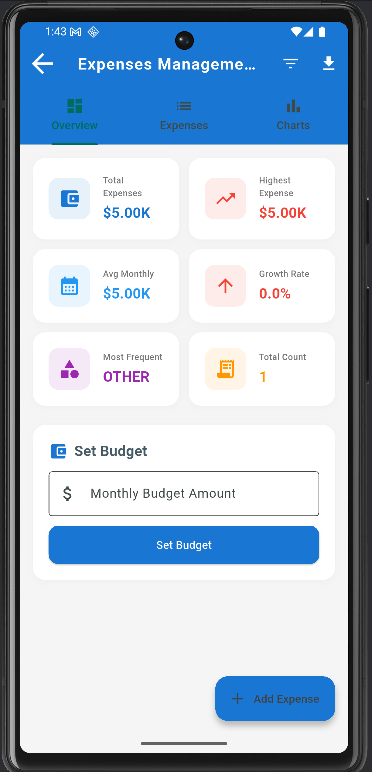 1:43
Expenses Manageme...
Overview
Expenses
Charts
Total
Expenses
$5.00K
Highest
Expense
$5.00K
Avg Monthly
$5.00K
Growth Rate
0.0%
Most Frequent
OTHER
Total Count
1
Set Budget
$ Monthly Budget Amount
Set Budget
+ Add Expense